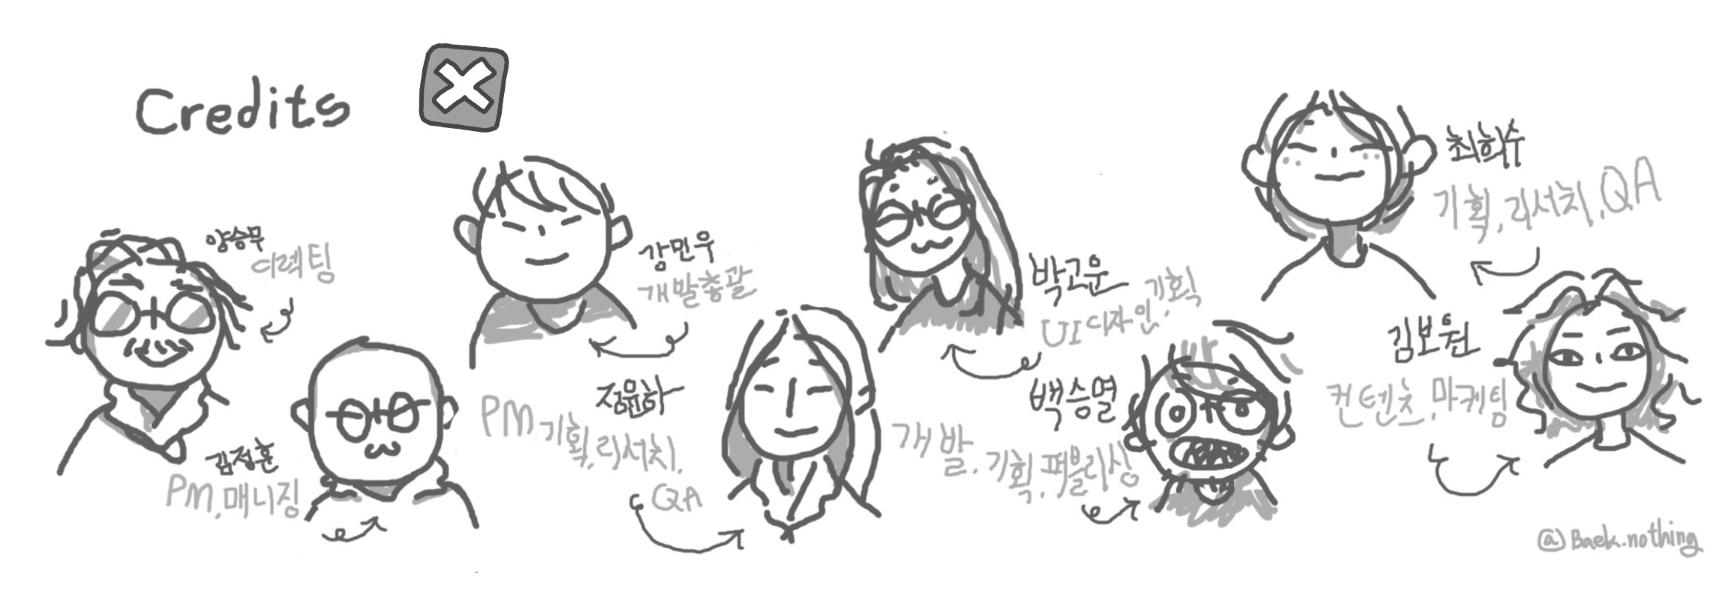 Credits
양승무
디렉팅
김정훈
PM, 매니징
강민우
개발총괄
정윤하
PM 기획, 리서치,
QA
박고운
UI디자인, 기획
백승열
개발, 기획, 퍼블리싱
최희수
기획, 리서치, QA
김보원
컨텐츠, 마케팅
@Baek.nothing